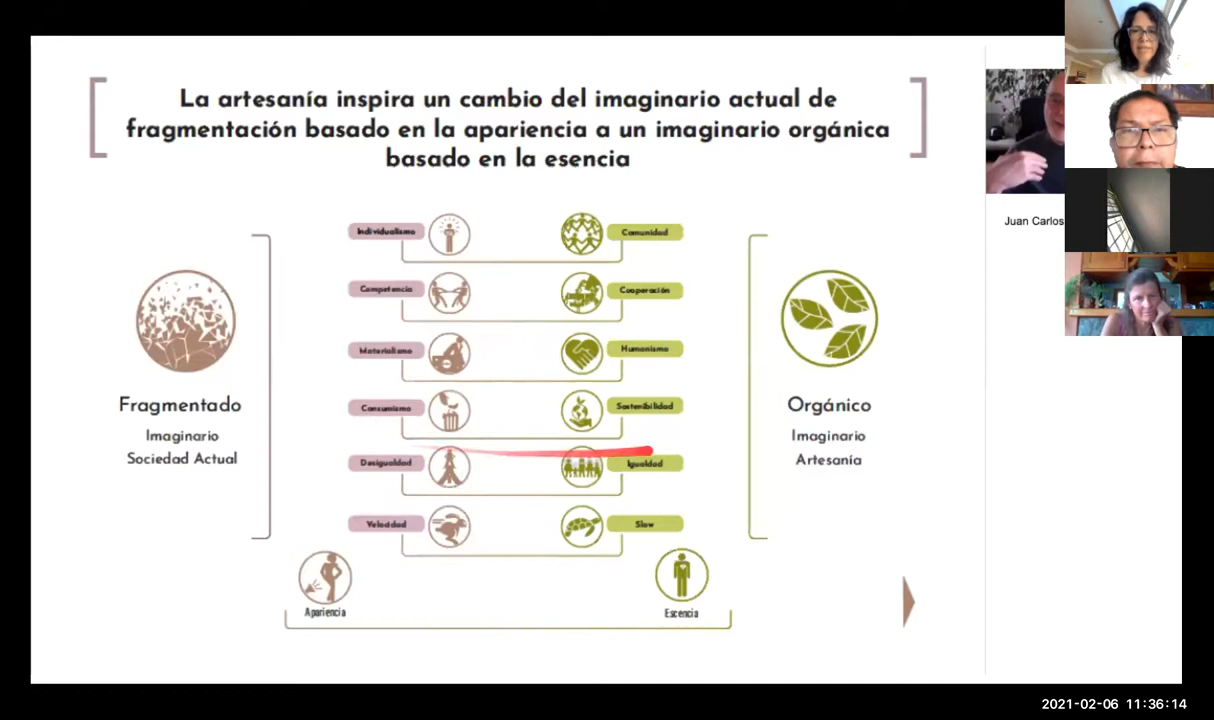 La artesanía inspira un cambio del imaginario actual de
fragmentación basado en la apariencia a un imaginario orgánica
basado en la esencia
Juan Carlos
Individualismo
Comunidad
Competencia
Cooperación
Materialismo
Humanismo
Consumismo
Sostenibilidad
Desigualdad
Igualdad
Velocidad
Slow
Fragmentado
Imaginario
Sociedad Actual
Orgánico
Imaginario
Artesanía
Apariencia
Escencia
2021-02-06 11:36:14